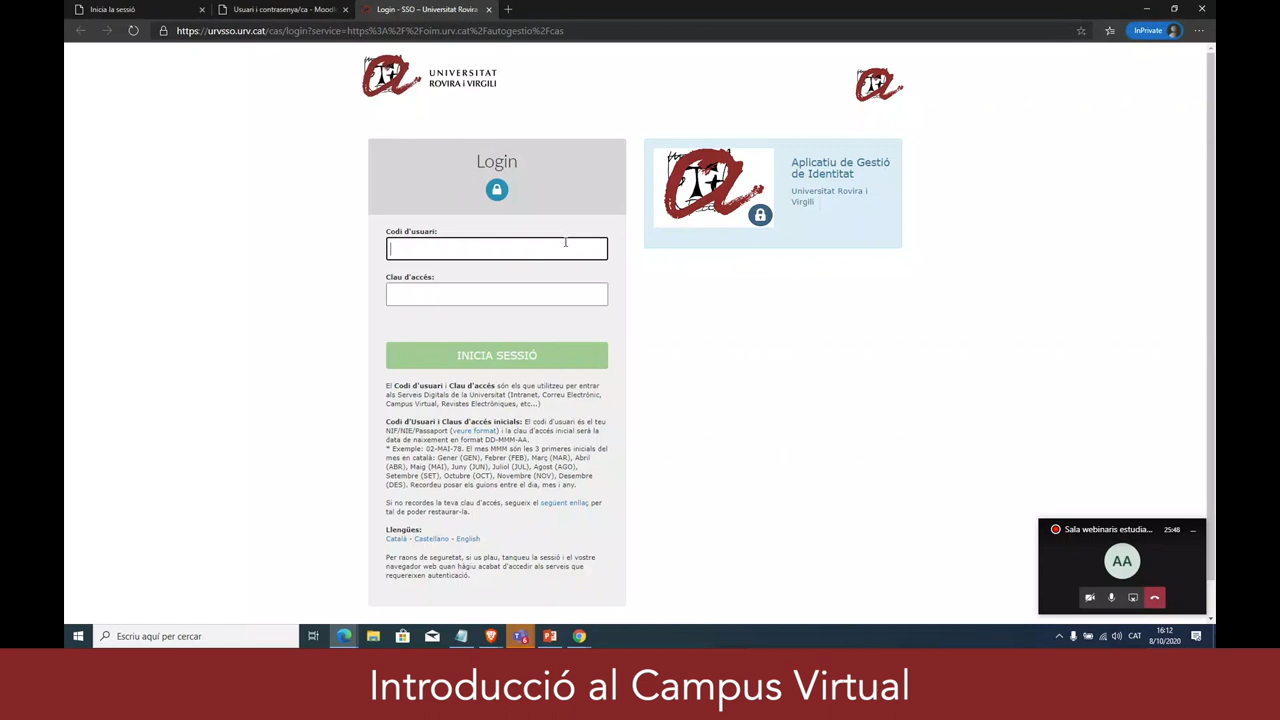 Inicia la sessió
Usuari i contrasenya/ca - Moodl
Login - SSO – Universitat Rovira
https://urvsso.urv.cat/cas/login?service=https%3A%2F%2Foim.urv.cat%2Fautogestio%2Fcas
InPrivate
UNIVERSITAT
ROVIRA i VIRGILI
Login
Codi d'usuari:
Clau d'accés:
INICIA SESSIÓ
El Codi d'usuari i Clau d'accés són els que utilitzeu per entrar
als Serveis Digitals de la Universitat (Intranet, Correu Electrònic,
Campus Virtual, Revistes Electròniques, etc...)
Codi d'Usuari i Claus d'accés inicials: El codi d'usuari és el teu
NIF/NIE/Passaport (veure format) i la clau d'accés inicial serà la
data de naixement en format DD-MMM-AA.
* Exemple: 02-MAI-78. El mes MMM són les 3 primeres inicials del
mes en català: Gener (GEN), Febrer (FEB), Març (MAR), Abril
(ABR), Maig (MAI), Juny (JUN), Juliol (JUL), Agost (AGO),
Setembre (SET), Octubre (OCT), Novembre (NOV), Desembre
(DES). Recordeu posar els guions entre el dia, mes i any.
Si no recordes la teva clau d'accés, segueix el següent enllaç per
tal de poder restaurar-la.
Llengües:
Català - Castellano - English
Per raons de seguretat, si us plau, tanqueu la sessió i el vostre
navegador web quan hàgiu acabat d'accedir als serveis que
requereixen autenticació.
Aplicatiu de Gestió
de Identitat
Universitat Rovira i
Virgili
Sala webinaris estudia... 25:48
AA
Escriu aquí per cercar
CAT
16:12
8/10/2020
Introducció al Campus Virtual